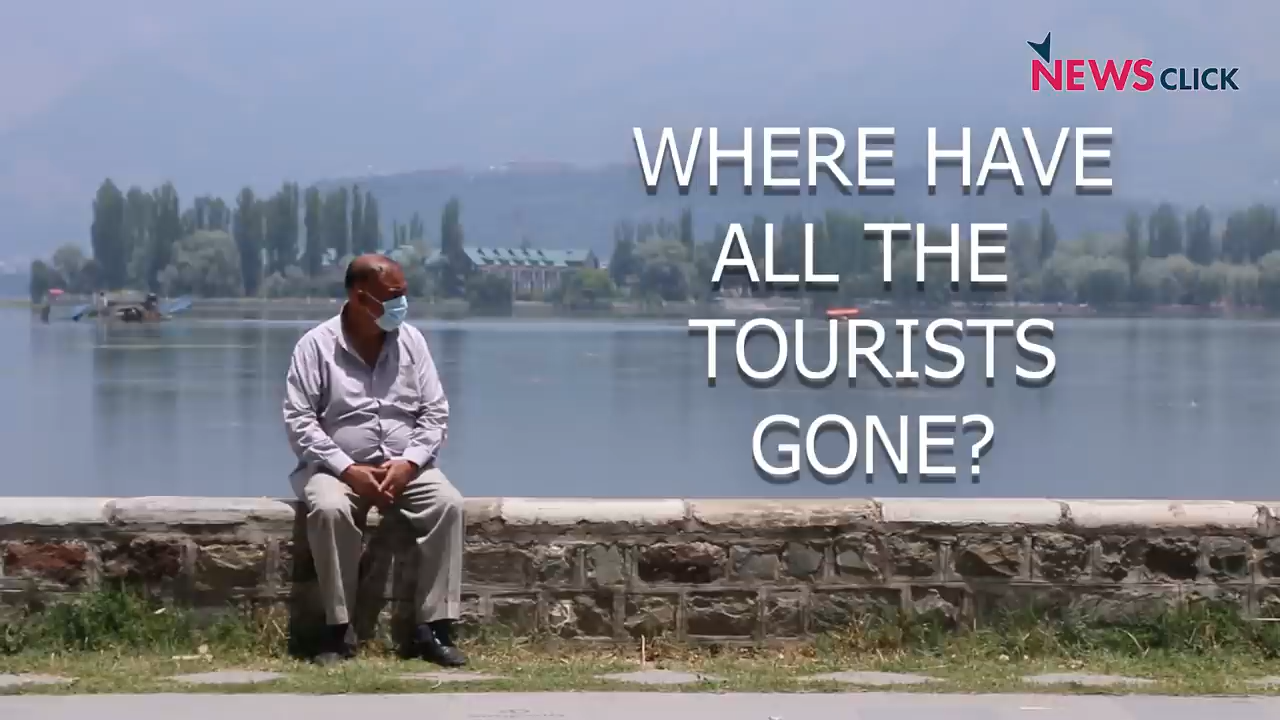 NEWSCLICK
WHERE HAVE
ALL THE
TOURISTS
GONE?